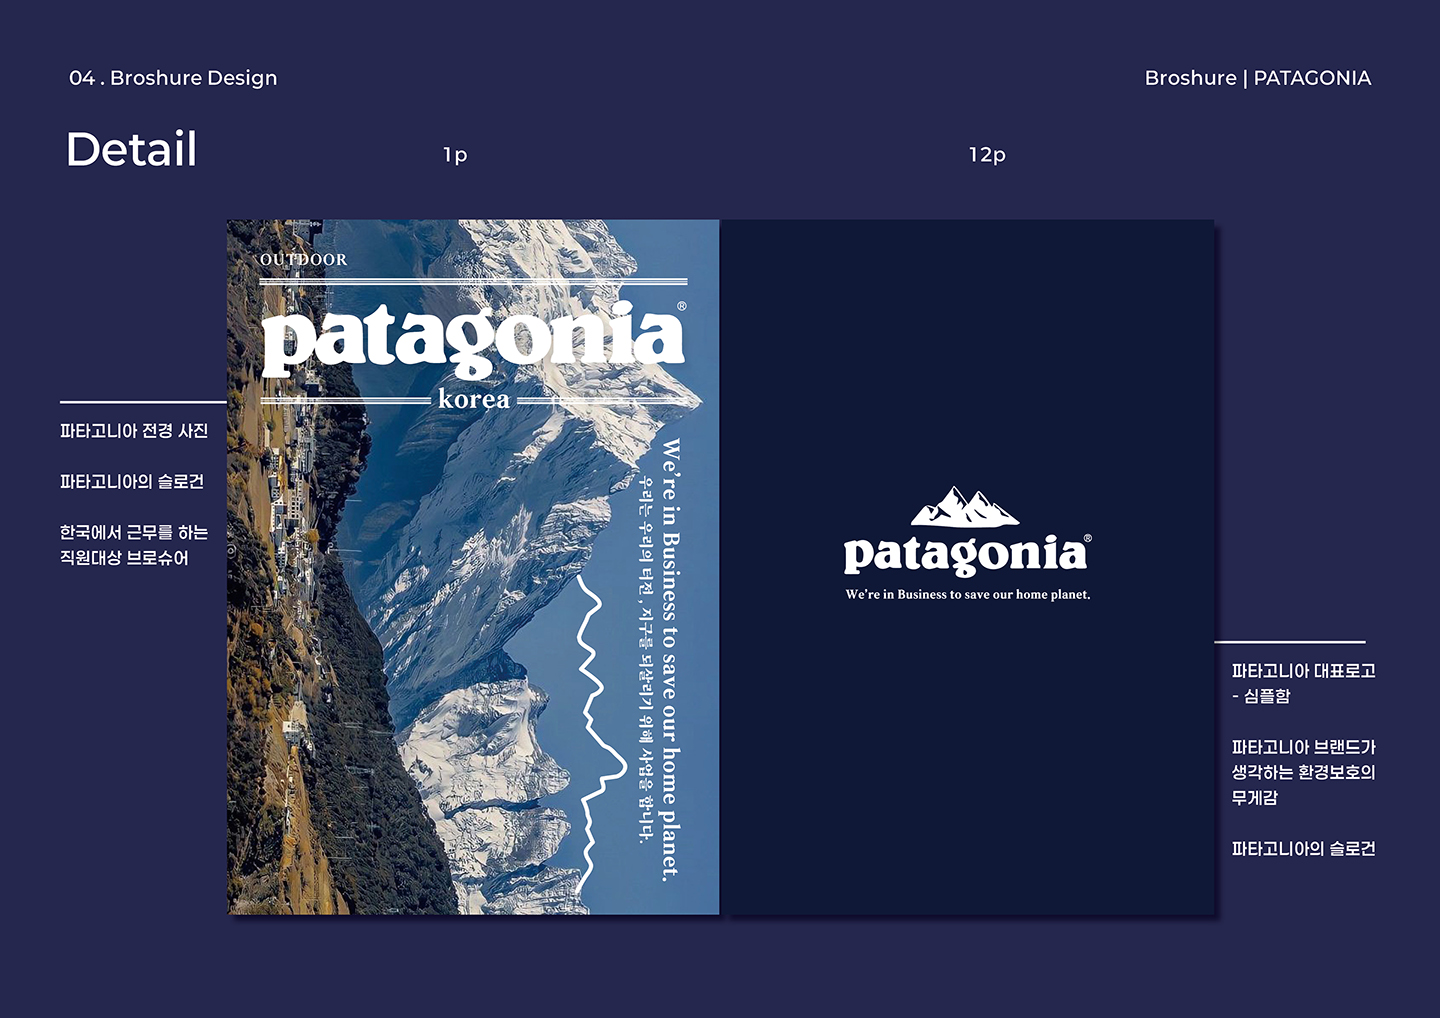 04 . Broshure Design
Broshure | PATAGONIA
Detail
1p
12p
OUTDOOR
patagonia®
korea
We're in Business to save our home planet.
우리는 우리의 터전 , 지구를 되살리기 위해 사업을 합니다.
파타고니아 전경 사진
파타고니아의 슬로건
한국에서 근무를 하는
직원대상 브로슈어
patagonia®
We're in Business to save our home planet.
파타고니아 대표로고
- 심플함
파타고니아 브랜드가
생각하는 환경보호의
무게감
파타고니아의 슬로건